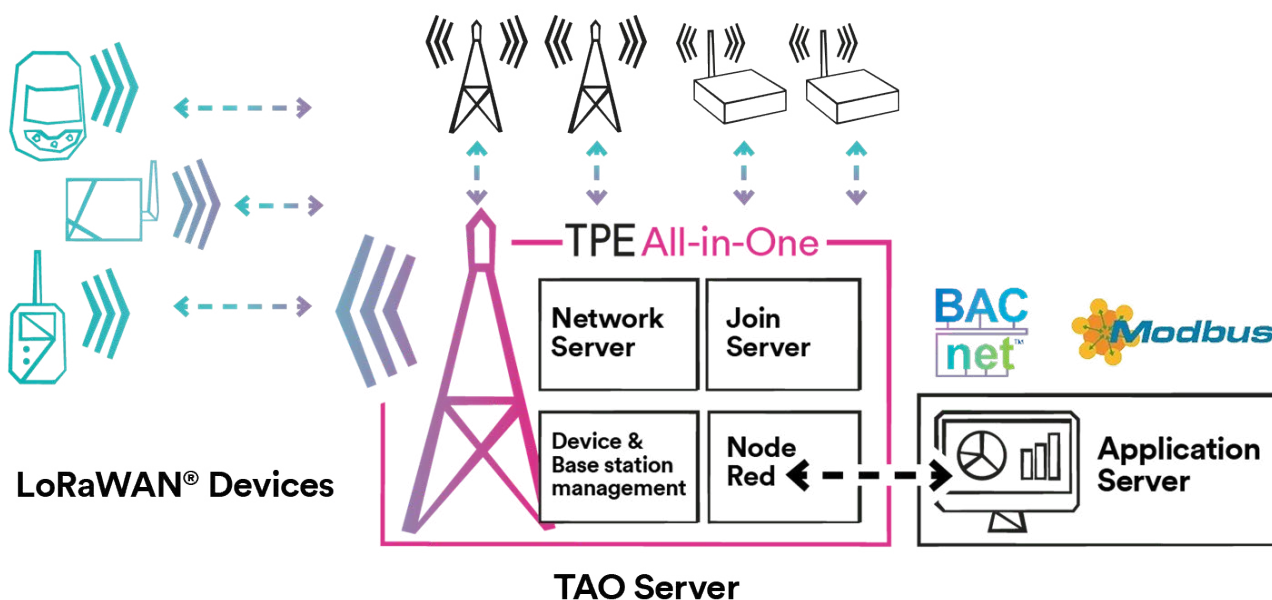 TPE All-in-One
Network
Server
Join
Server
Device &
Base station
management
Node
Red
BAC
net™
Modbus
Application
Server
LoRaWAN® Devices
TAO Server